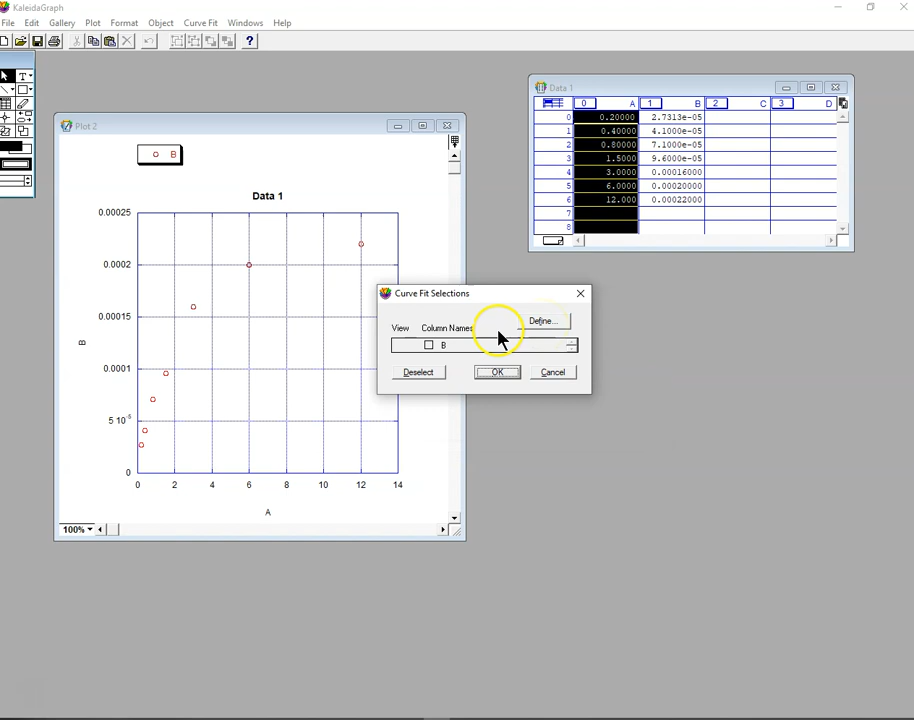 KaleidaGraph
File Edit Gallery Plot Format Object Curve Fit Windows Help
?
T
Plot 2
B
Data 1
0.00025
0.0002
0.00015
0.0001
5 10⁻⁵
0
B
0 2 4 6 8 10 12 14
A
100%
Data 1
0 A 1 B 2 C 3 D
0 0.20000 2.7313e-05
1 0.40000 4.1000e-05
2 0.80000 7.1000e-05
3 1.5000 9.6000e-05
4 3.0000 0.00016000
5 6.0000 0.00020000
6 12.000 0.00022000
7
8
Curve Fit Selections
Define...
View Column Names
B
Deselect OK Cancel